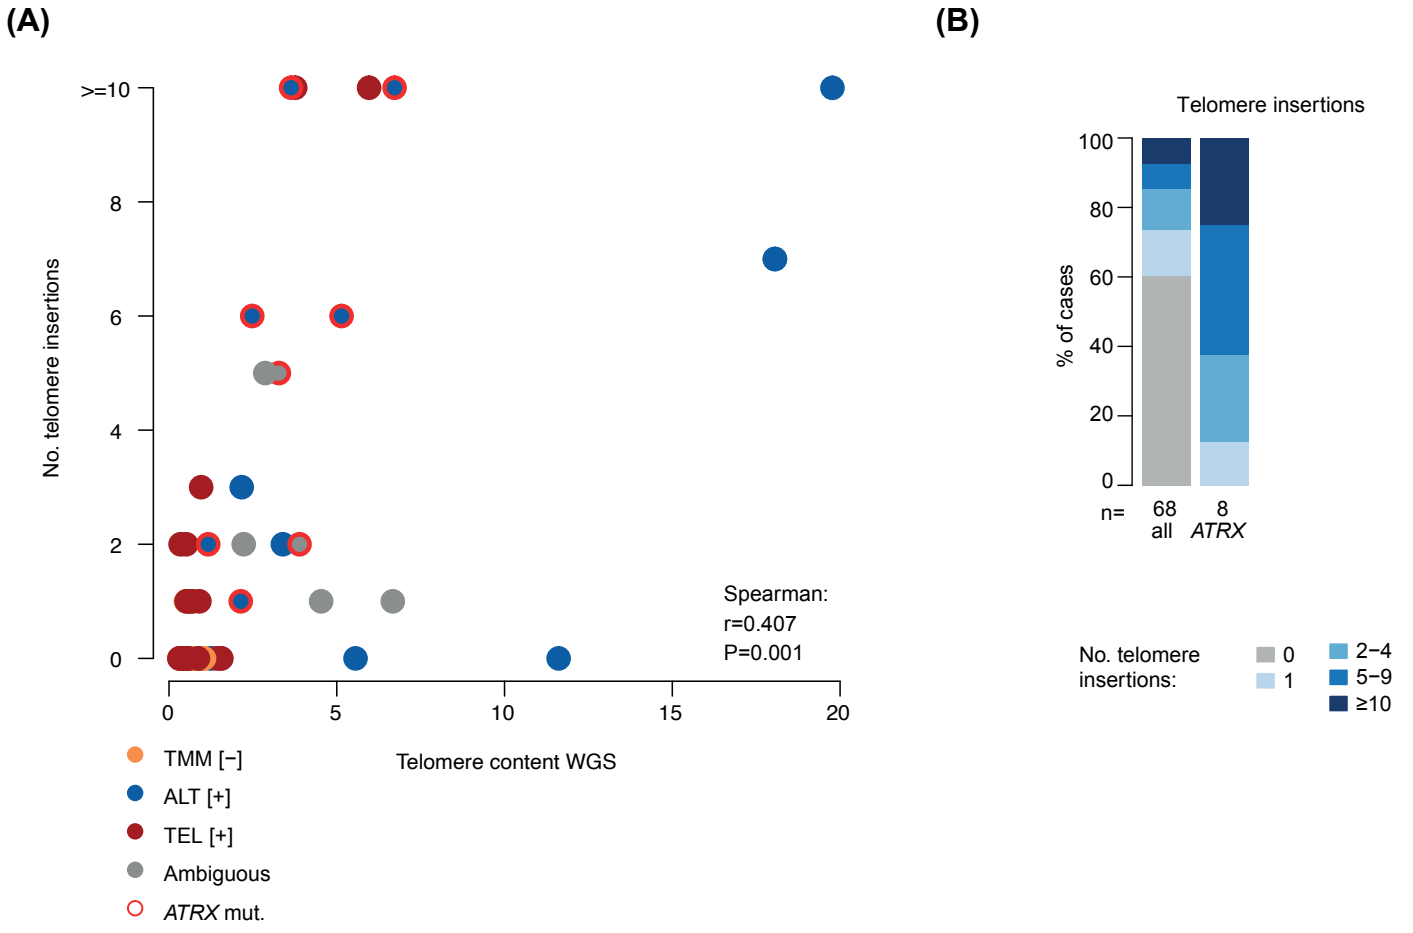 (A)
(B)
>=10
8
6
4
2
0
No. telomere insertions
0
5
10
15
20
Telomere content WGS
Spearman:
r=0.407
P=0.001
TMM [−]
ALT [+]
TEL [+]
Ambiguous
ATRX mut.
Telomere insertions
100
80
60
40
20
0
% of cases
n= 68 8
all ATRX
No. telomere
insertions:
0
1
2−4
5−9
≥10